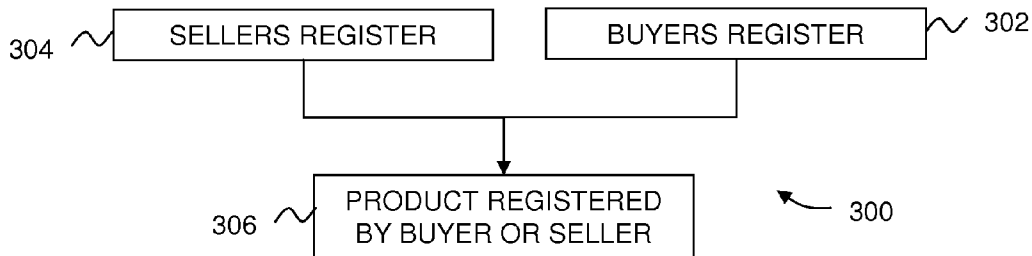 304
SELLERS REGISTER
BUYERS REGISTER
302
306
PRODUCT REGISTERED
BY BUYER OR SELLER
300